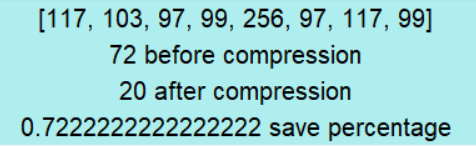 [117, 103, 97, 99, 256, 97, 117, 99]
72 before compression
20 after compression
0.7222222222222222 save percentage